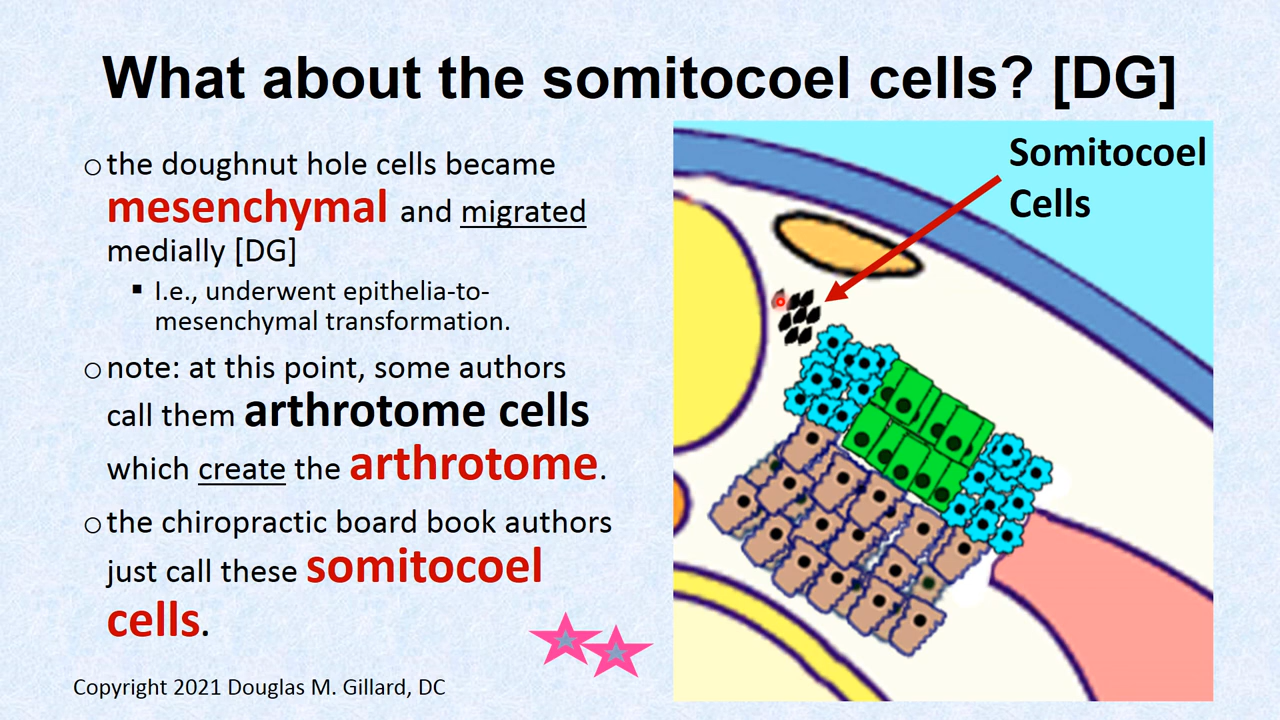 What about the somitocoel cells? [DG]
○ the doughnut hole cells became
mesenchymal and migrated
medially [DG]
▪ I.e., underwent epithelia-to-
mesenchymal transformation.
○ note: at this point, some authors
call them arthrotome cells
which create the arthrotome.
○ the chiropractic board book authors
just call these somitocoel
cells.
Copyright 2021 Douglas M. Gillard, DC
Somitocoel
Cells